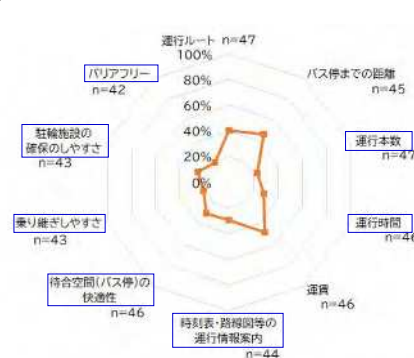 運行ルート n=47
100%
バリアフリー
n=42
80%
バス停までの距離
n=45
60%
駐輪施設の
確保のしやすさ
n=43
40%
運行本数
n=47
20%
0%
乗り継ぎしやすさ
n=43
運行時間
n=46
待合空間(バス停)の
快適性
n=46
運賃
n=46
時刻表・路線図等の
運行情報案内
n=44